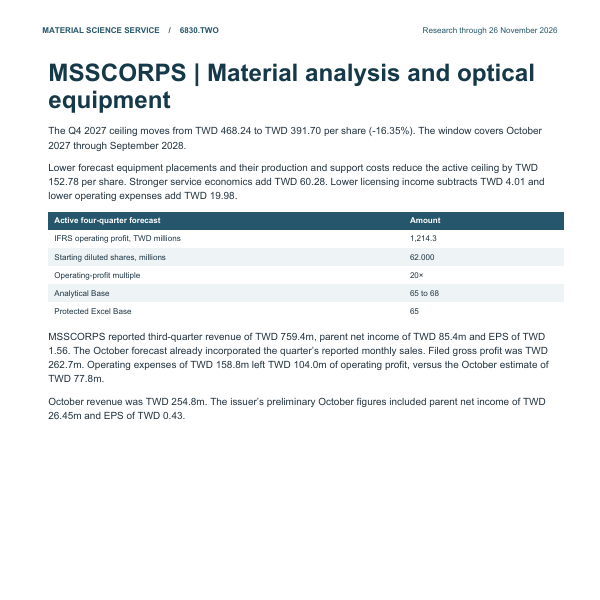 MATERIAL SCIENCE SERVICE / 6830.TWO
Research through 26 November 2026
MSSCORPS | Material analysis and optical
equipment
The Q4 2027 ceiling moves from TWD 468.24 to TWD 391.70 per share (-16.35%). The window covers October
2027 through September 2028.
Lower forecast equipment placements and their production and support costs reduce the active ceiling by TWD
152.78 per share. Stronger service economics add TWD 60.28. Lower licensing income subtracts TWD 4.01 and
lower operating expenses add TWD 19.98.
Active four-quarter forecast Amount
IFRS operating profit, TWD millions 1,214.3
Starting diluted shares, millions 62.000
Operating-profit multiple 20×
Analytical Base 65 to 68
Protected Excel Base 65
MSSCORPS reported third-quarter revenue of TWD 759.4m, parent net income of TWD 85.4m and EPS of TWD
1.56. The October forecast already incorporated the quarter’s reported monthly sales. Filed gross profit was TWD
262.7m. Operating expenses of TWD 158.8m left TWD 104.0m of operating profit, versus the October estimate of
TWD 77.8m.
October revenue was TWD 254.8m. The issuer’s preliminary October figures included parent net income of TWD
26.45m and EPS of TWD 0.43.